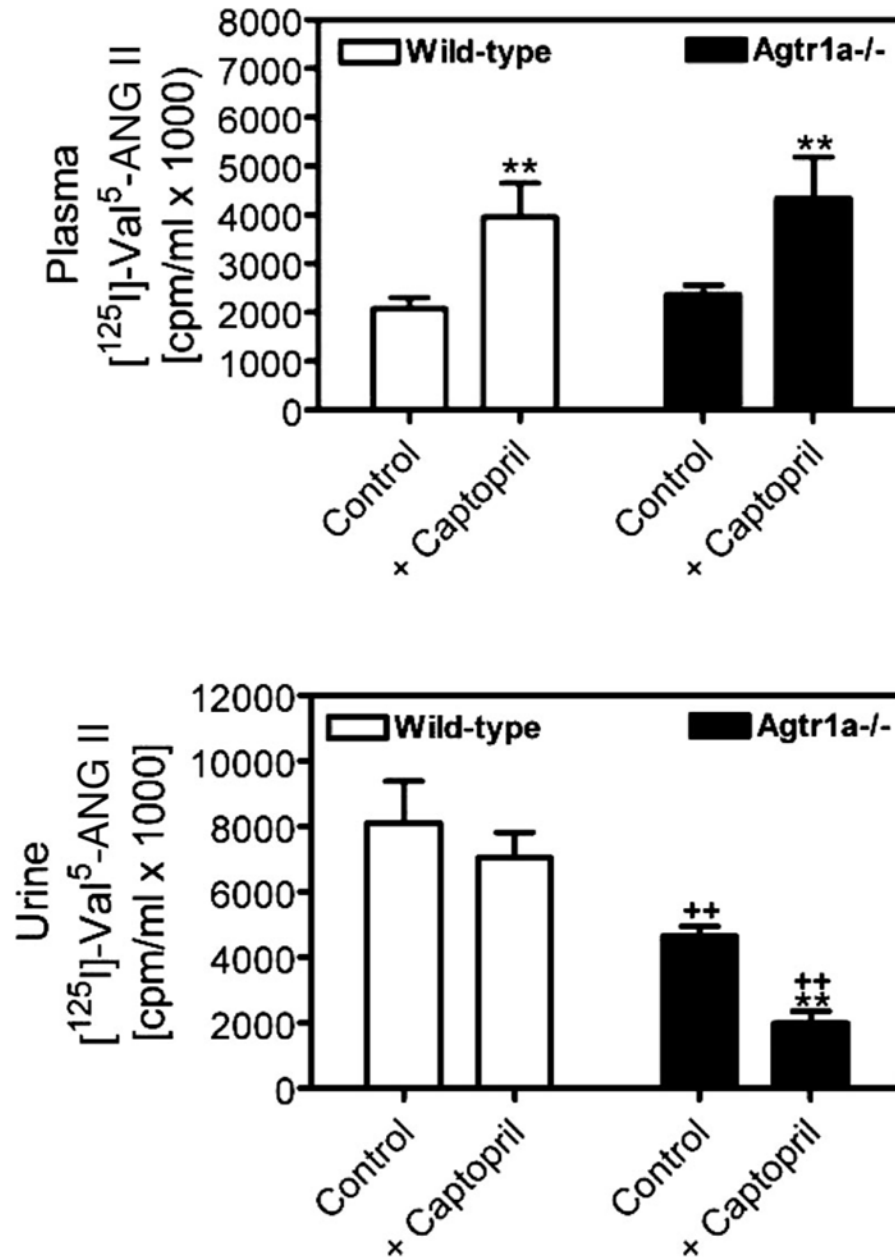 Plasma
[¹²⁵I]-Val⁵-ANG II
[cpm/ml x 1000)
8000
7000
6000
5000
4000
3000
2000
1000
0
Wild-type
Agtr1a-/-
**
**
Control
+ Captopril
Control
+ Captopril
Urine
[¹²⁵I]-Val⁵-ANG II
[cpm/ml x 1000]
12000
10000
8000
6000
4000
2000
0
Wild-type
Agtr1a-/-
++
++
**
Control
+ Captopril
Control
+ Captopril